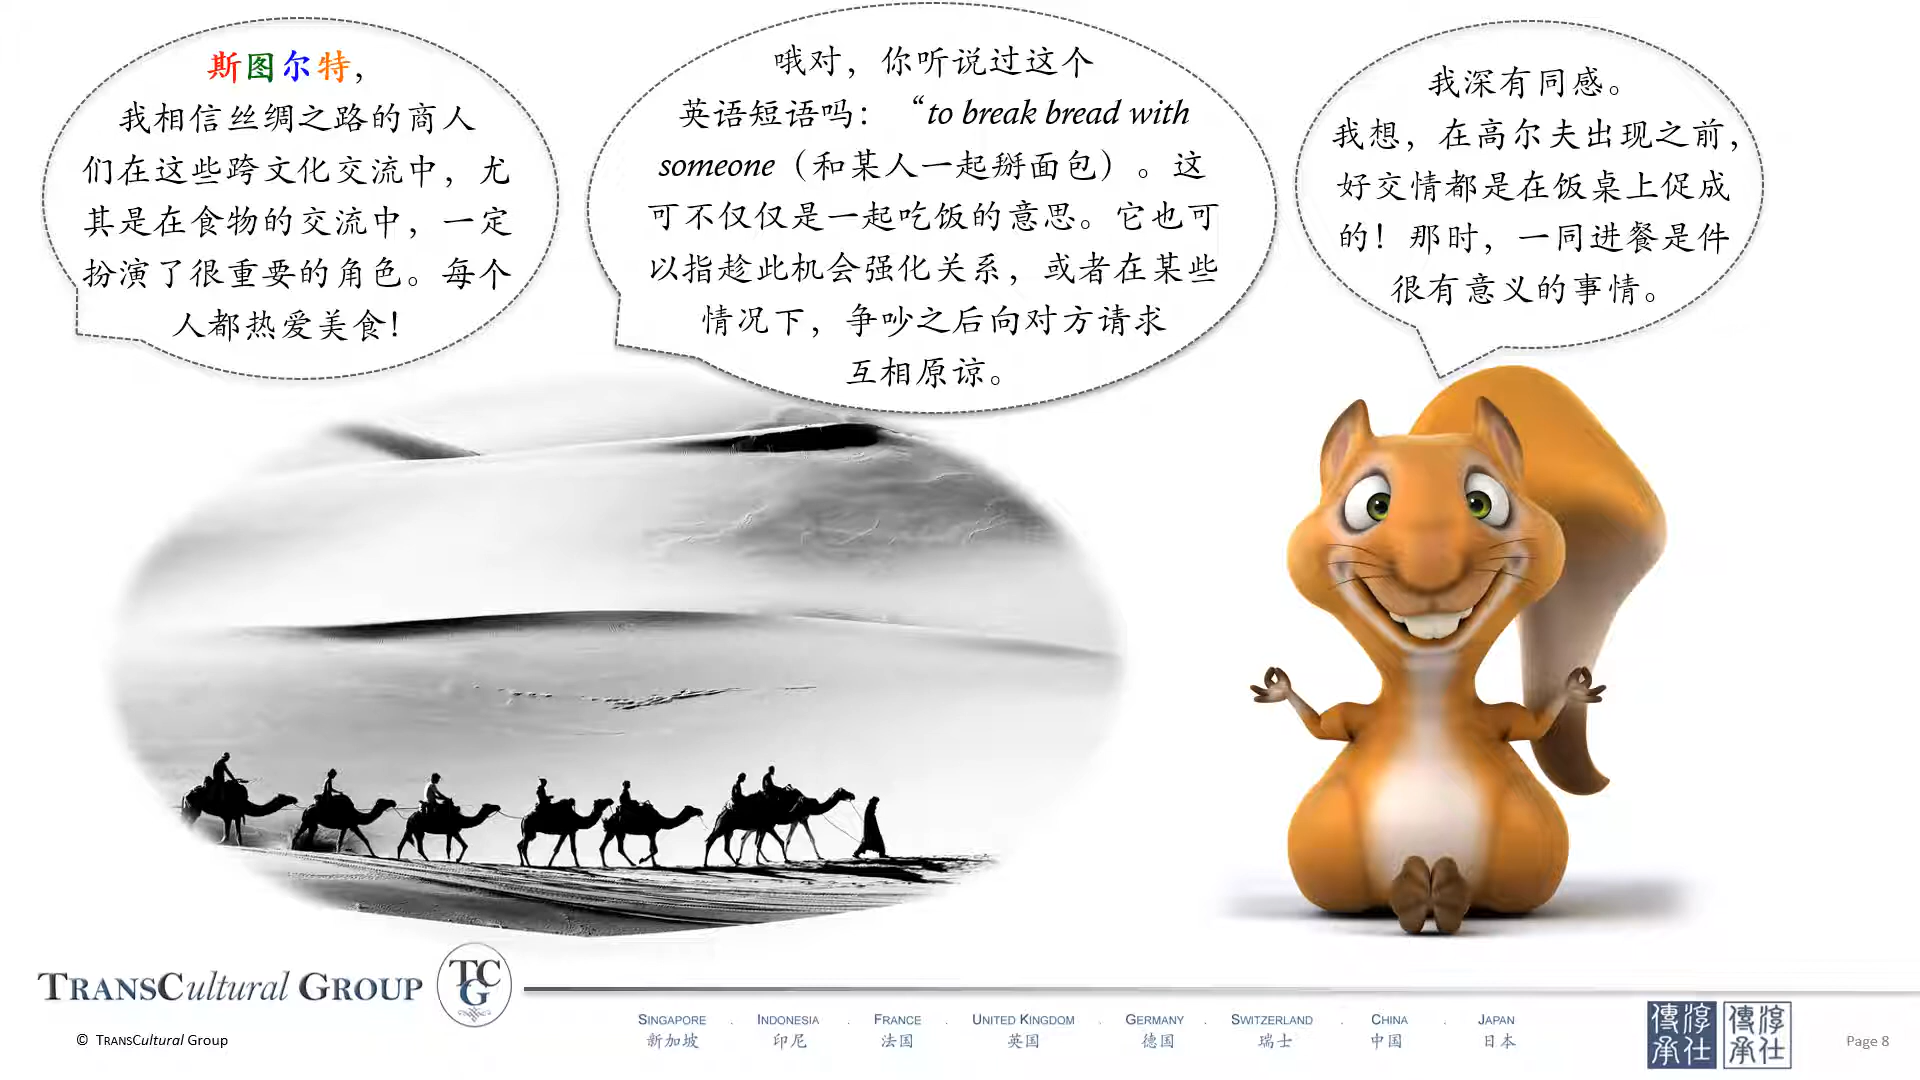 斯图尔特，
我相信丝绸之路的商人
们在这些跨文化交流中，尤
其是在食物的交流中，一定
扮演了很重要的角色。每个
人都热爱美食！
哦对，你听说过这个
英语短语吗：“to break bread with
someone（和某人一起掰面包）。这
可不仅仅是一起吃饭的意思。它也可
以指趁此机会强化关系，或者在某些
情况下，争吵之后向对方请求
互相原谅。
我深有同感。
我想，在高尔夫出现之前，
好交情都是在饭桌上促成
的！那时，一同进餐是件
很有意义的事情。
TRANSCultural GROUP
TCG
© TRANSCultural Group
SINGAPORE . INDONESIA . FRANCE . UNITED KINGDOM . GERMANY . SWITZERLAND . CHINA . JAPAN
新加坡 印尼 法国 英国 德国 瑞士 中国 日本
淳仕
傳承
淳仕
傳承
Page 8